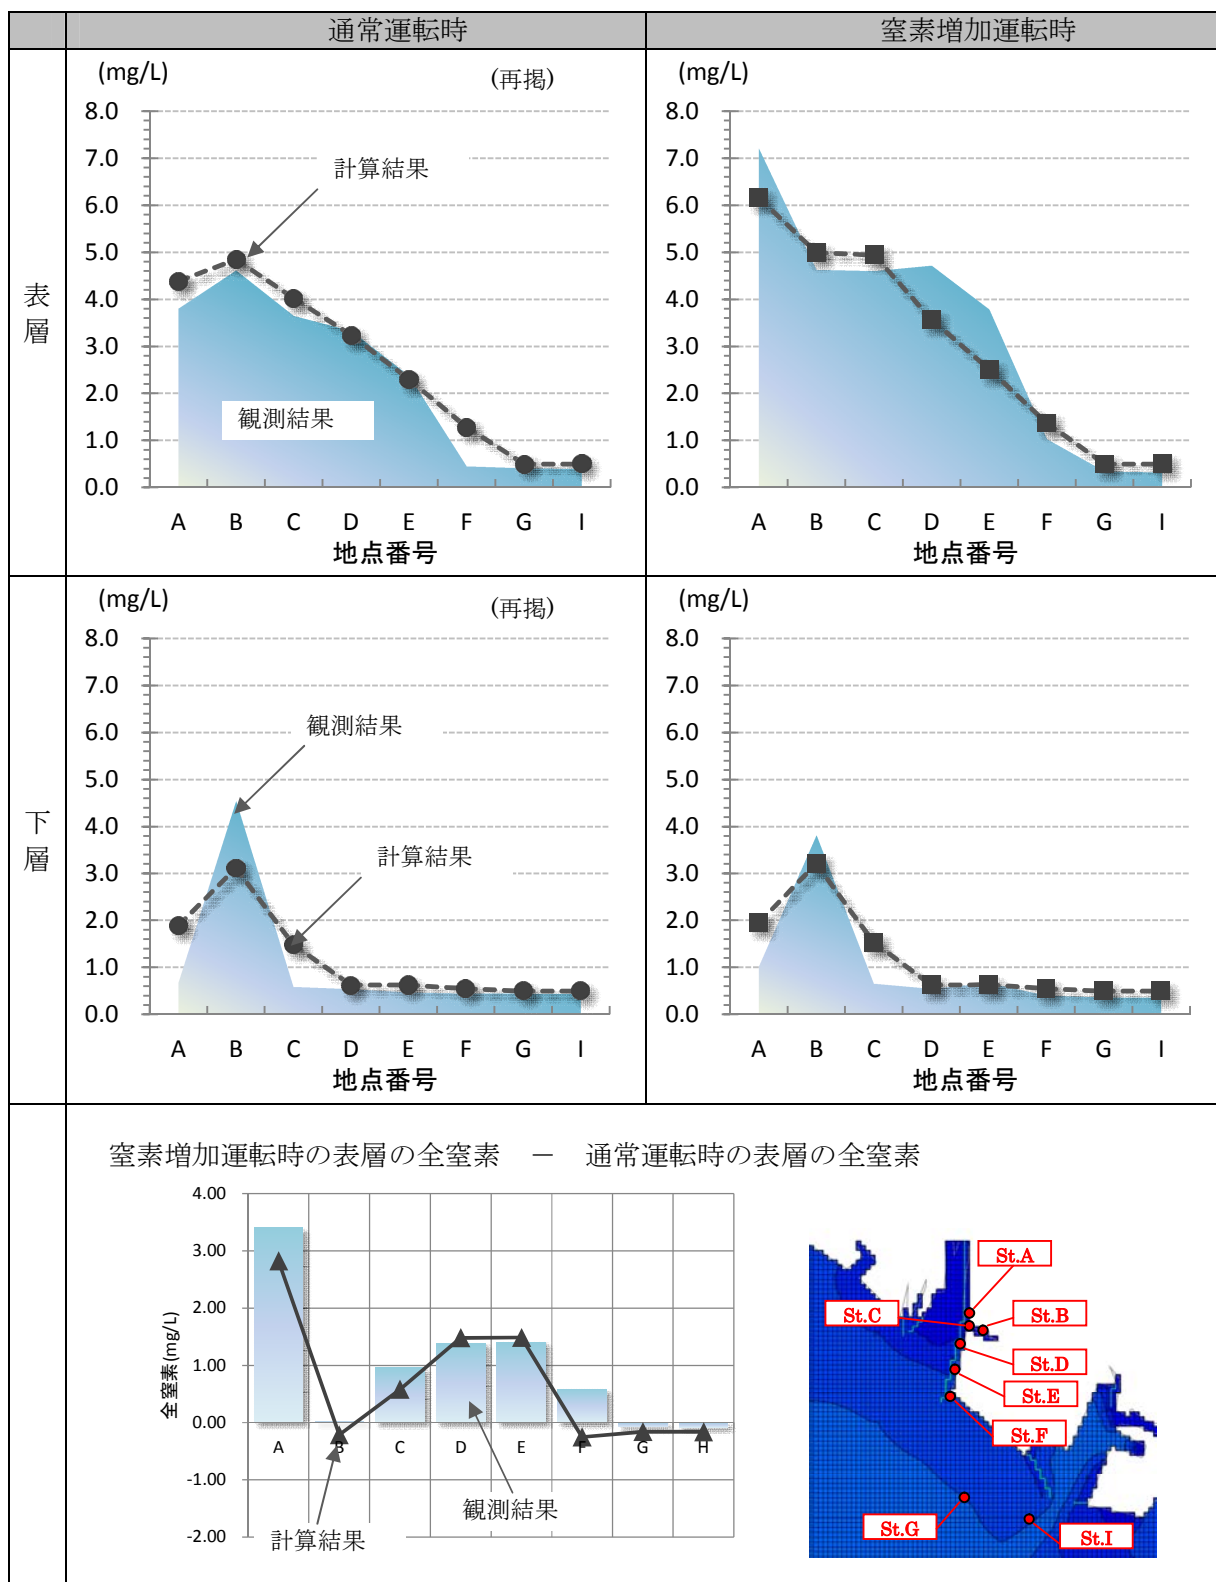 通常運転時 窒素増加運転時
表層
(mg/L) (再掲)
8.0
7.0
6.0
5.0
4.0
3.0
2.0
1.0
0.0
計算結果
観測結果
A B C D E F G I
地点番号
(mg/L)
8.0
7.0
6.0
5.0
4.0
3.0
2.0
1.0
0.0
A B C D E F G I
地点番号
下層
(mg/L) (再掲)
8.0
7.0
6.0
5.0
4.0
3.0
2.0
1.0
0.0
観測結果
計算結果
A B C D E F G I
地点番号
(mg/L)
8.0
7.0
6.0
5.0
4.0
3.0
2.0
1.0
0.0
A B C D E F G I
地点番号
窒素増加運転時の表層の全窒素 － 通常運転時の表層の全窒素
全窒素(mg/L)
4.00
3.00
2.00
1.00
0.00
-1.00
-2.00
A B C D E F G H
観測結果
計算結果
St.A
St.C
St.B
St.D
St.E
St.F
St.G
St.I